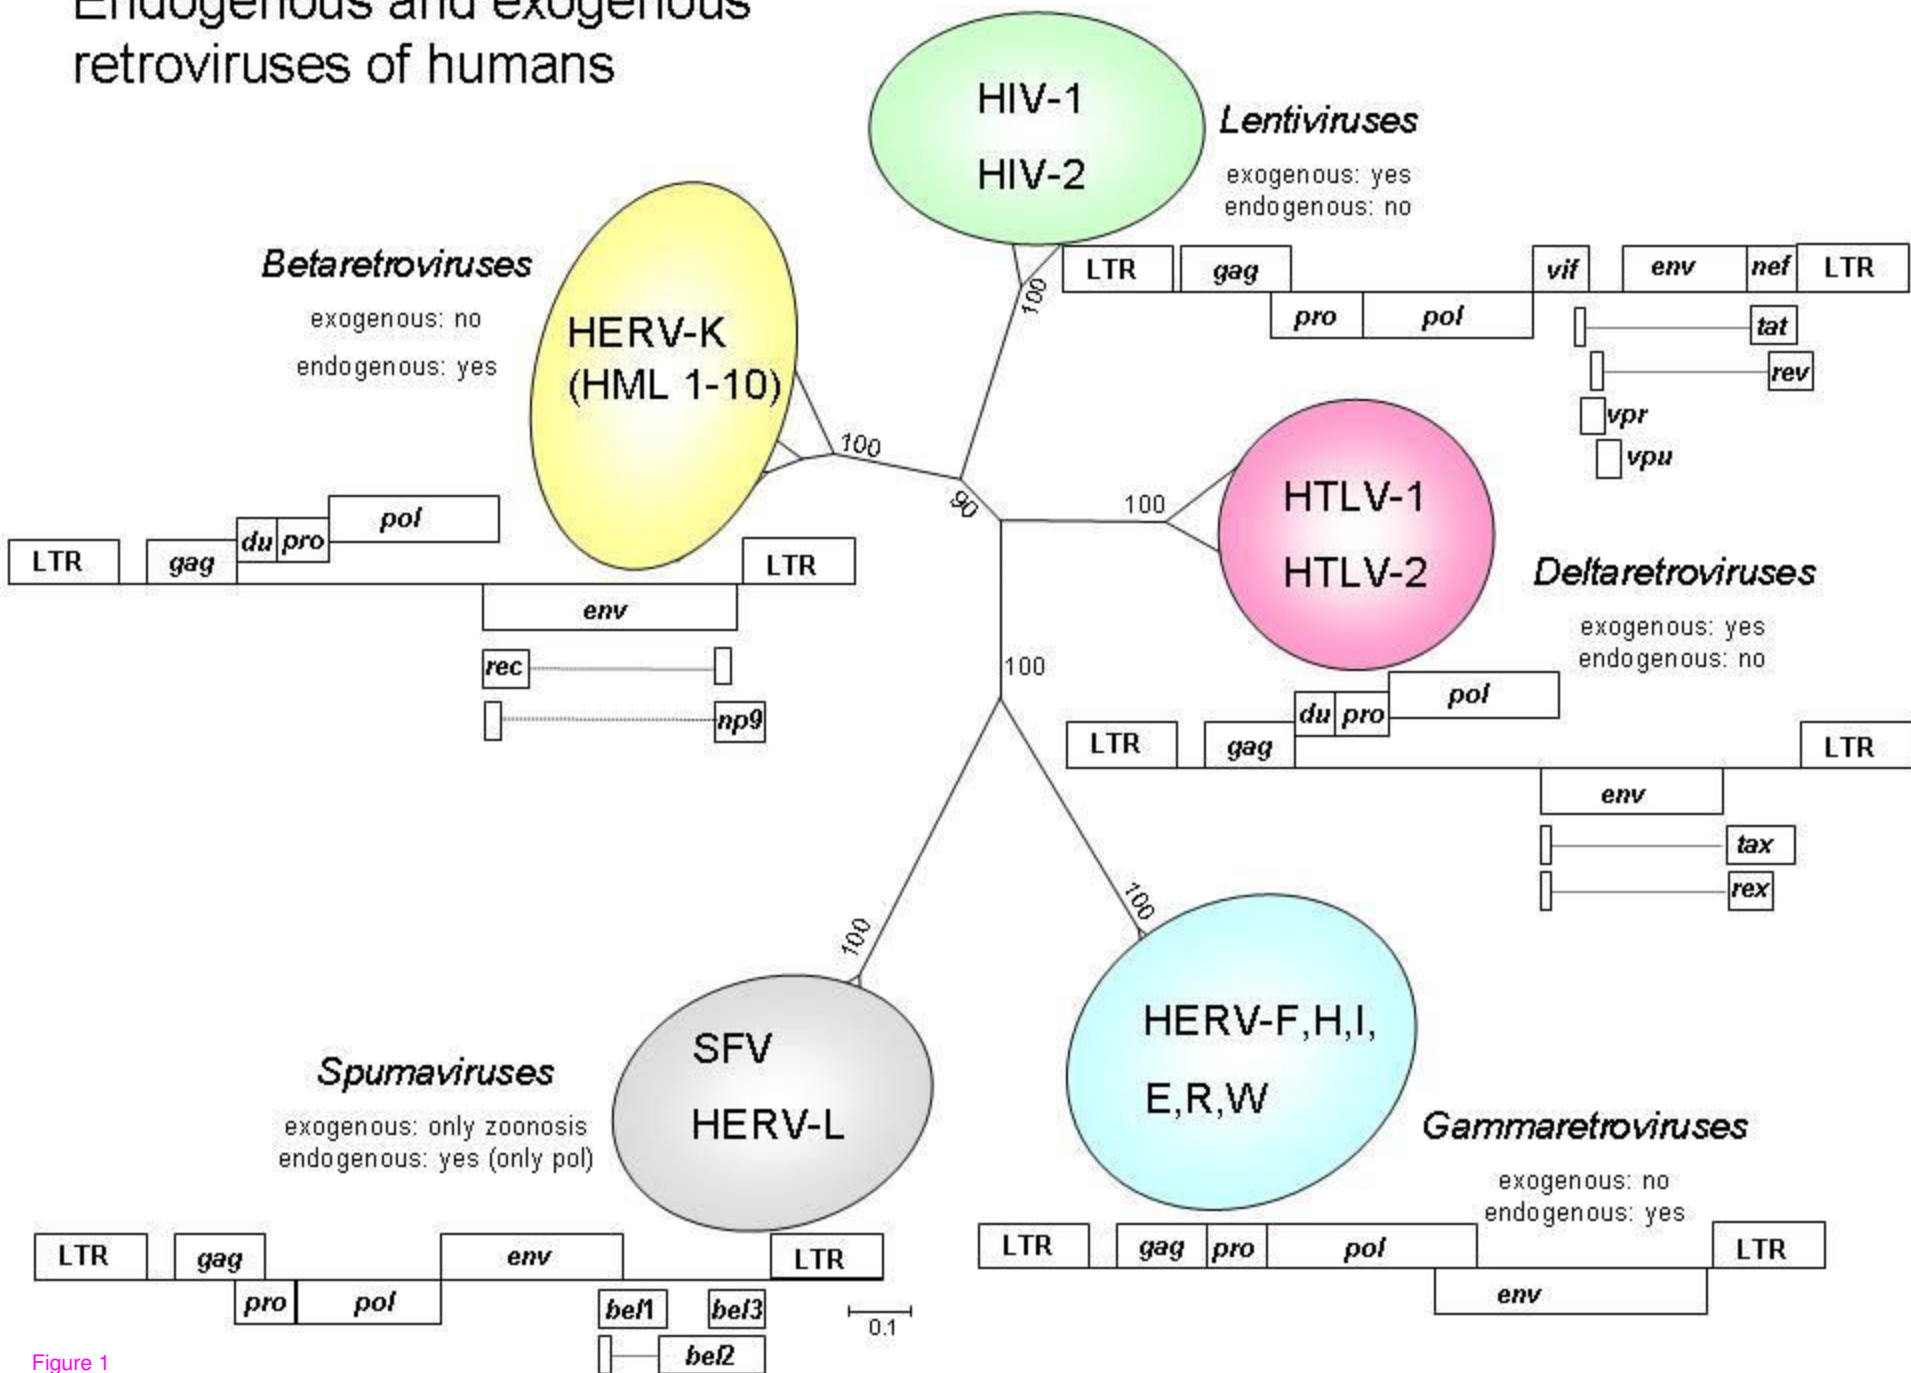 Endogenous and exogenous
retroviruses of humans
HIV-1
HIV-2
Lentiviruses
exogenous: yes
endogenous: no
LTR gag vif env nef LTR
pro pol
tat
rev
vpr
vpu
100
Betaretroviruses
exogenous: no
endogenous: yes
HERV-K
(HML 1-10)
100
90
LTR gag du pro pol LTR
env
rec
np9
HTLV-1
HTLV-2
100
Deltaretroviruses
exogenous: yes
endogenous: no
LTR gag du pro pol LTR
env
tax
rex
100
100
100
SFV
HERV-L
Spumaviruses
exogenous: only zoonosis
endogenous: yes (only pol)
LTR gag env LTR
pro pol
bel1 bel3
bel2
0.1
HERV-F,H,I,
E,R,W
Gammaretroviruses
exogenous: no
endogenous: yes
LTR gag pro pol LTR
env
Figure 1